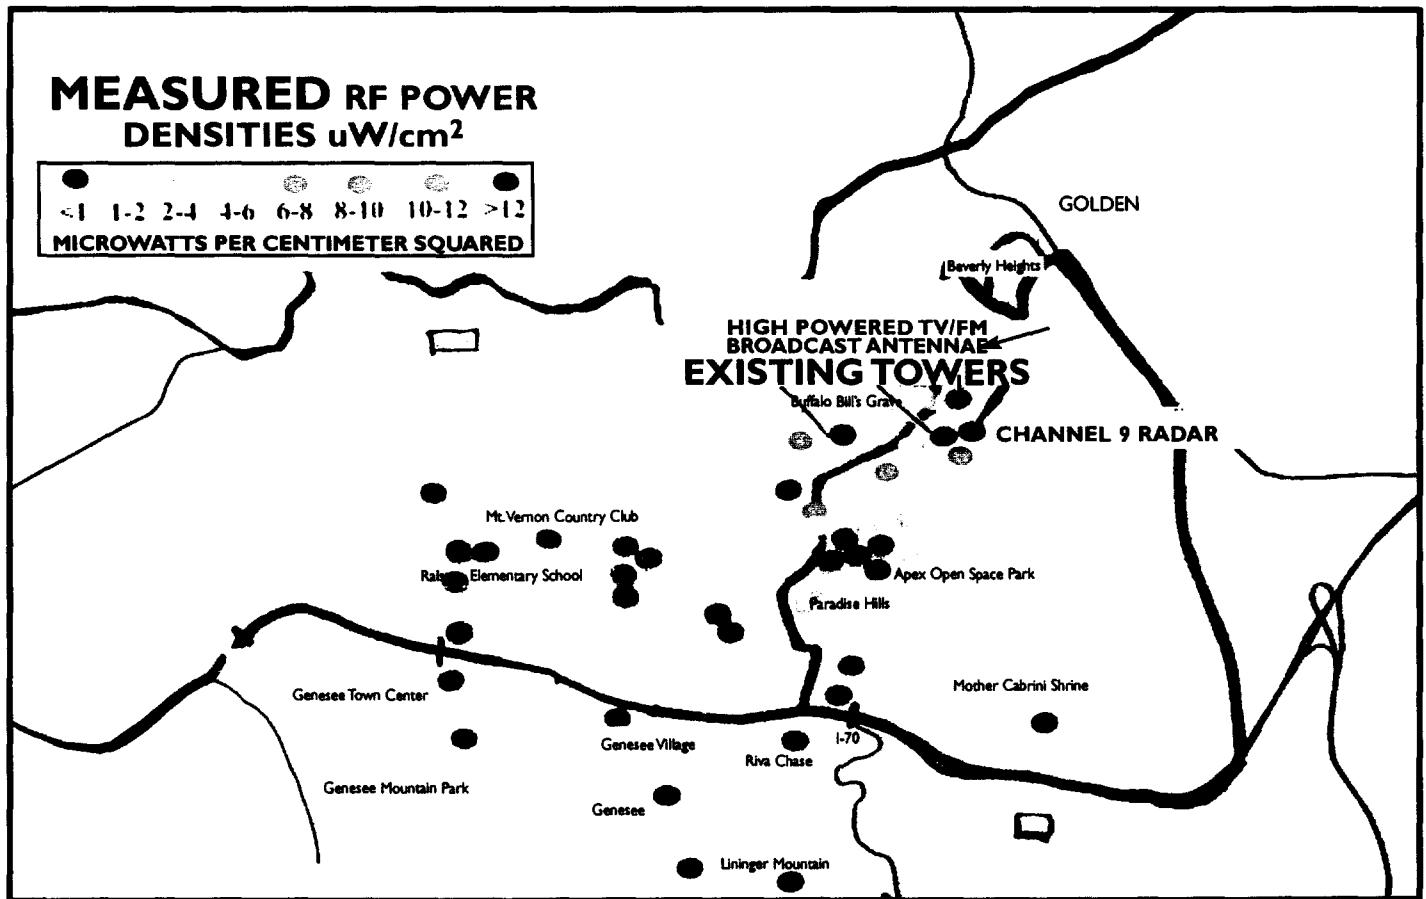 MEASURED RF POWER
DENSITIES uW/cm²
<1 1-2 2-4 4-6 6-8 8-10 10-12 >12
MICROWATTS PER CENTIMETER SQUARED
GOLDEN
Beverly Heights
HIGH POWERED TV/FM
BROADCAST ANTENNAE
EXISTING TOWERS
Buffalo Bill's Grave
CHANNEL 9 RADAR
Mt. Vernon Country Club
Elementary School
Apex Open Space Park
Paradise Hills
Genesee Town Center
Mother Cabrini Shrine
Genesee Village
I-70
Riva Chase
Genesee Mountain Park
Genesee
Lininger Mountain